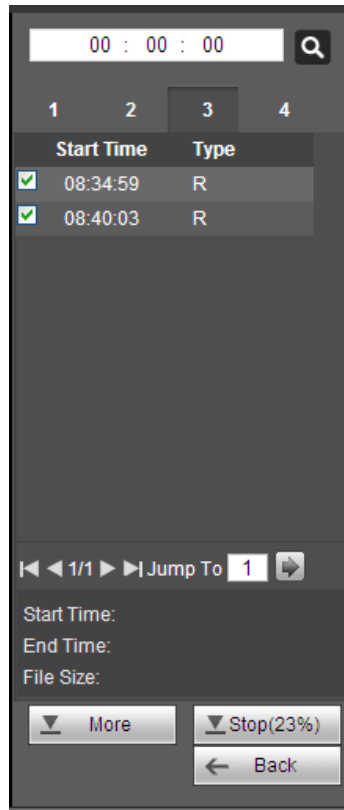 00 : 00 : 00
1 2 3 4
Start Time Type
08:34:59 R
08:40:03 R
1/1 Jump To 1
Start Time:
End Time:
File Size:
More Stop(23%)
Back